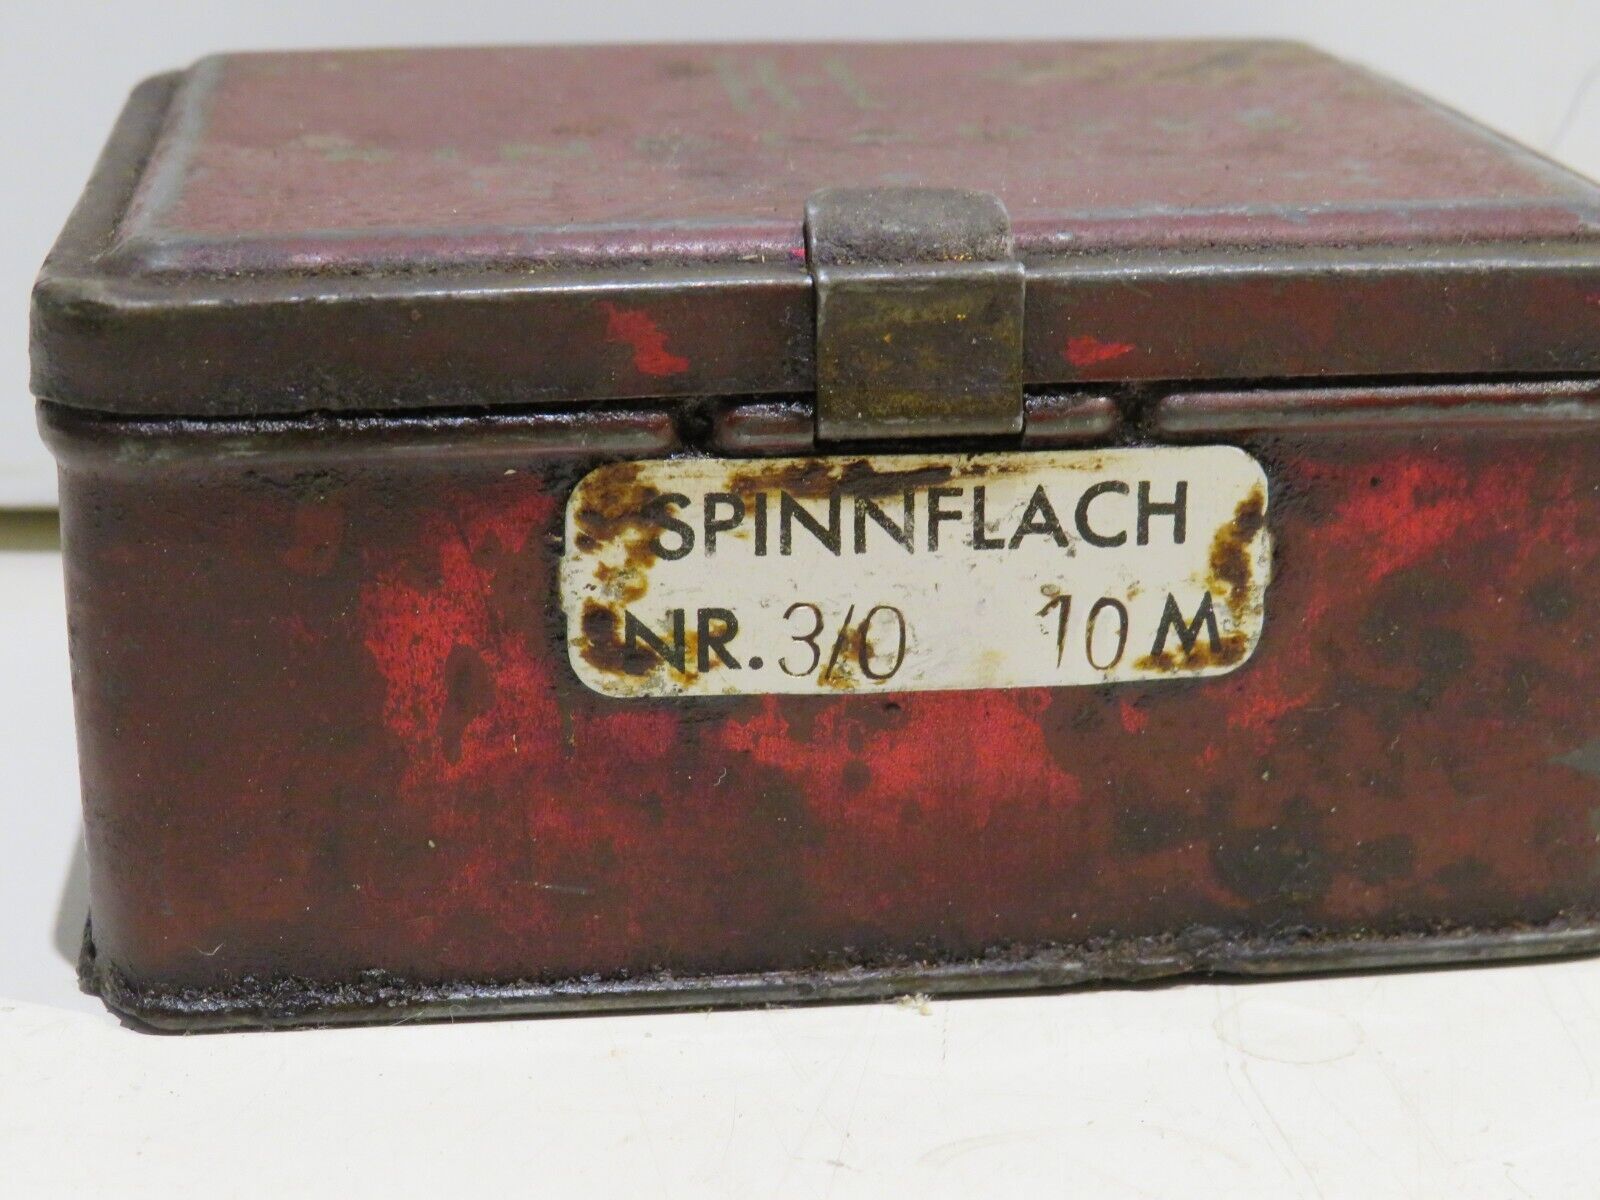 SPINNFLACH
NR. 3/0 10 M